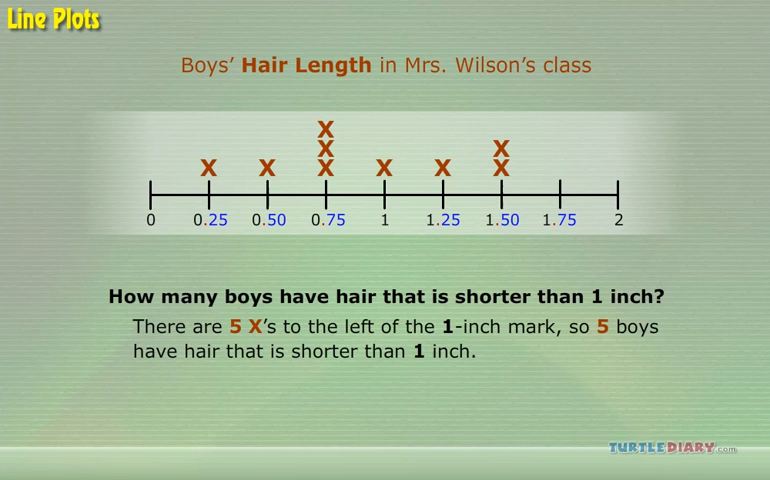 Line Plots
Boys' Hair Length in Mrs. Wilson's class
X
X X
X X X X X X
0 0.25 0.50 0.75 1 1.25 1.50 1.75 2
How many boys have hair that is shorter than 1 inch?
There are 5 X's to the left of the 1-inch mark, so 5 boys
have hair that is shorter than 1 inch.
TURTLEDIARY.com